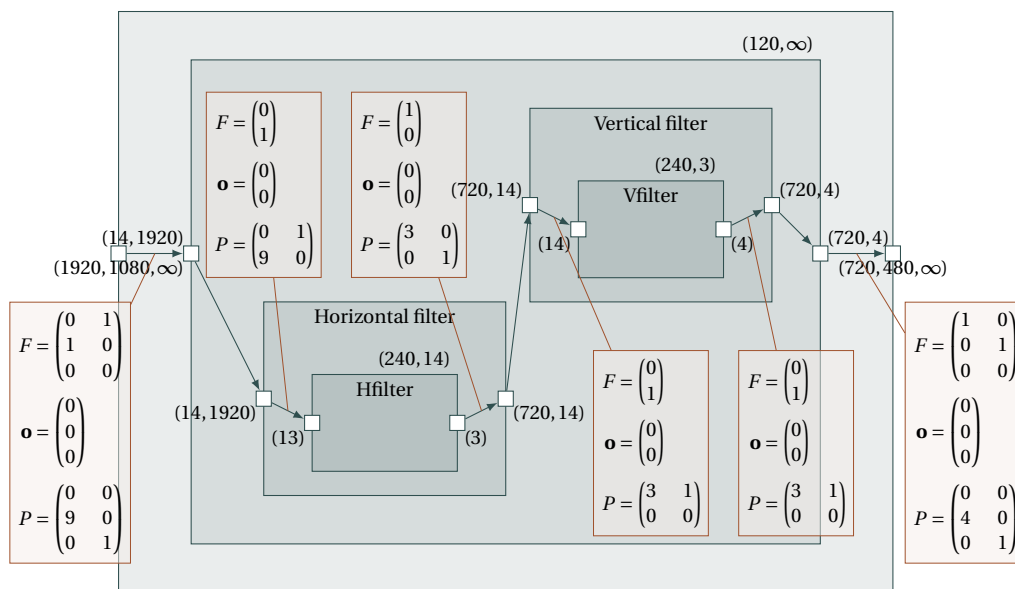 (120, ∞)
F = (0 1)
o = (0 0)
P = (0 1 9 0)
F = (1 0)
o = (0 0)
P = (3 0 0 1)
Vertical filter
(240, 3)
Vfilter
(720, 14)
(14)
(4)
(720, 4)
(14, 1920)
(1920, 1080, ∞)
(720, 4)
(720, 480, ∞)
Horizontal filter
(240, 14)
Hfilter
(14, 1920)
(13)
(3)
(720, 14)
F = (0 1 1 0 0 0)
o = (0 0 0)
P = (0 0 9 0 0 1)
F = (0 1)
o = (0 0)
P = (3 1 0 0)
F = (0 1)
o = (0 0)
P = (3 1 0 0)
F = (1 0 0 1 0 0)
o = (0 0 0)
P = (0 0 4 0 0 1)